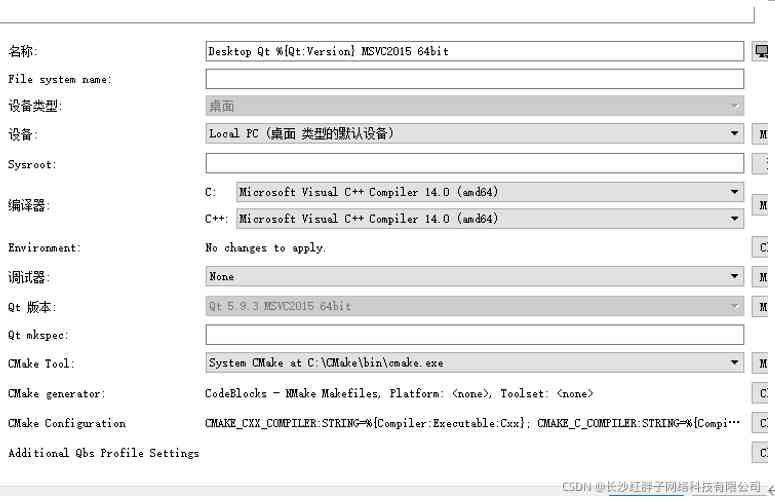 名称: Desktop Qt %{Qt:Version} MSVC2015 64bit
File system name:
设备类型: 桌面
设备: Local PC (桌面 类型的默认设备) M
Sysroot:
C: Microsoft Visual C++ Compiler 14.0 (amd64)
编译器: M
C++: Microsoft Visual C++ Compiler 14.0 (amd64)
Environment: No changes to apply. C
调试器: None M
Qt 版本: Qt 5.9.3 MSVC2015 64bit M
Qt mkspec:
CMake Tool: System CMake at C:\CMake\bin\cmake.exe M
CMake generator: CodeBlocks - NMake Makefiles, Platform: <none>, Toolset: <none> C
CMake Configuration CMAKE_CXX_COMPILER:STRING=%{Compiler:Executable:Cxx}; CMAKE_C_COMPILER:STRING=%{Compi... C
Additional Qbs Profile Settings C
CSDN @长沙红胖子网络科技有限公司